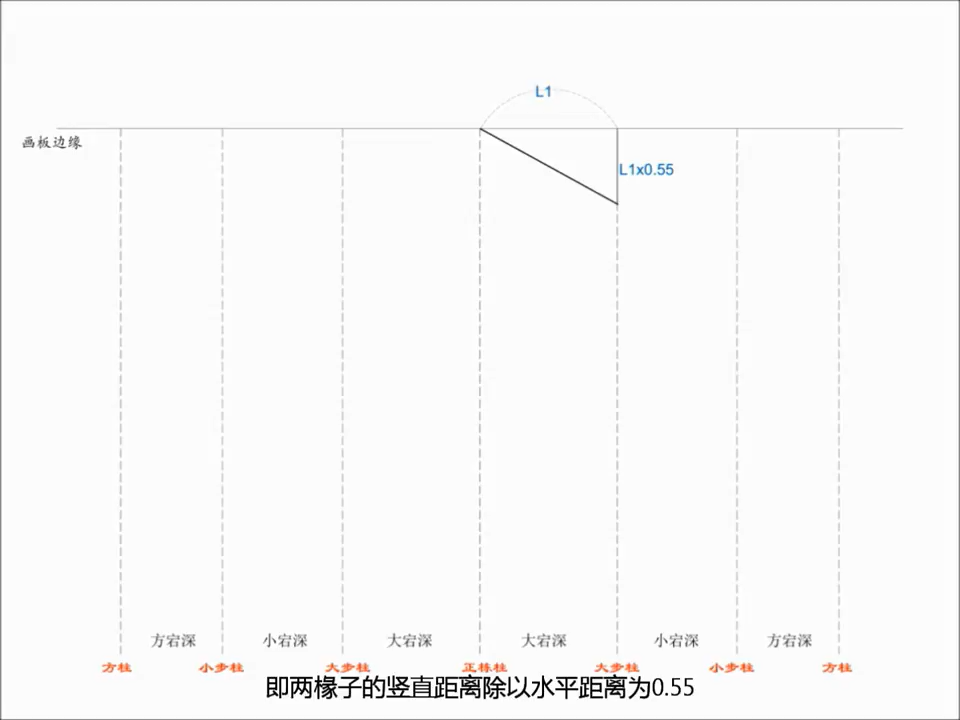 L1
画板边缘
L1x0.55
方宕深 小宕深 大宕深 大宕深 小宕深 方宕深
方柱 小步柱 大步柱 正栋柱 大步柱 小步柱 方柱
即两椽子的竖直距离除以水平距离为0.55